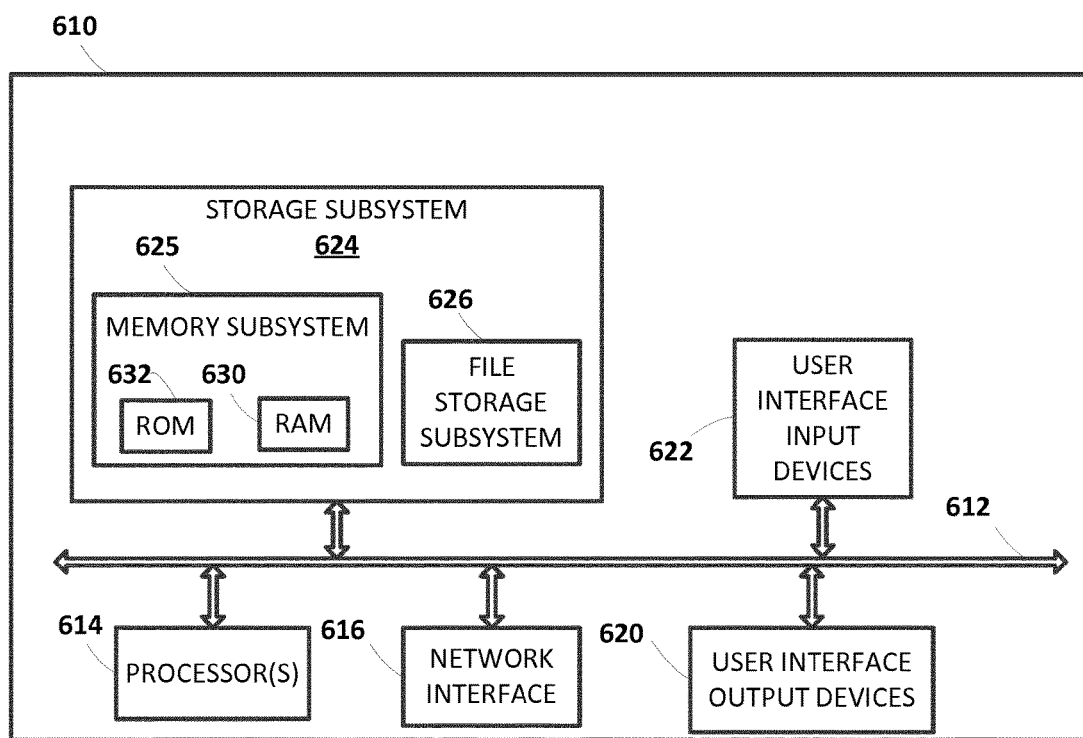 610
STORAGE SUBSYSTEM
624
625
MEMORY SUBSYSTEM
632
630
ROM
RAM
626
FILE
STORAGE
SUBSYSTEM
USER
INTERFACE
INPUT
DEVICES
622
612
614
PROCESSOR(S)
616
NETWORK
INTERFACE
620
USER INTERFACE
OUTPUT DEVICES